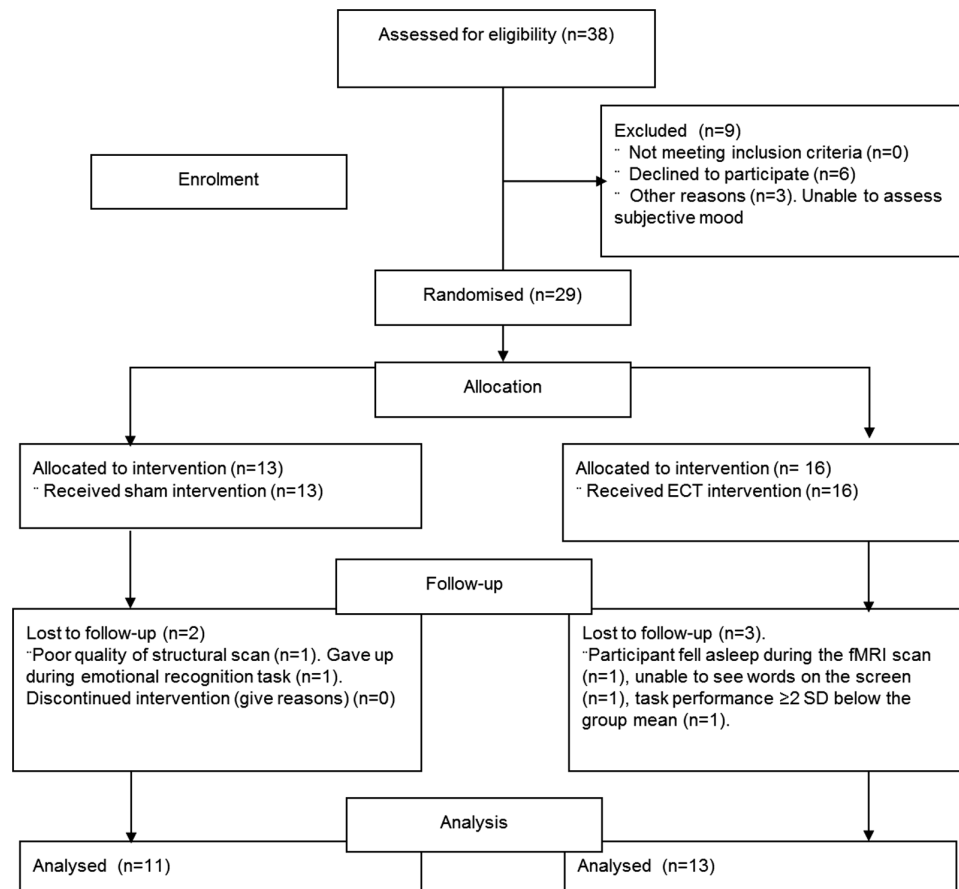 Assessed for eligibility (n=38)
Excluded (n=9)
¨ Not meeting inclusion criteria (n=0)
¨ Declined to participate (n=6)
¨ Other reasons (n=3). Unable to assess
subjective mood
Enrolment
Randomised (n=29)
Allocation
Allocated to intervention (n=13)
¨ Received sham intervention (n=13)
Allocated to intervention (n= 16)
¨ Received ECT intervention (n=16)
Follow-up
Lost to follow-up (n=2)
¨Poor quality of structural scan (n=1). Gave up
during emotional recognition task (n=1).
Discontinued intervention (give reasons) (n=0)
Lost to follow-up (n=3).
¨Participant fell asleep during the fMRI scan
(n=1), unable to see words on the screen
(n=1), task performance ≥2 SD below the
group mean (n=1).
Analysis
Analysed (n=11)
Analysed (n=13)